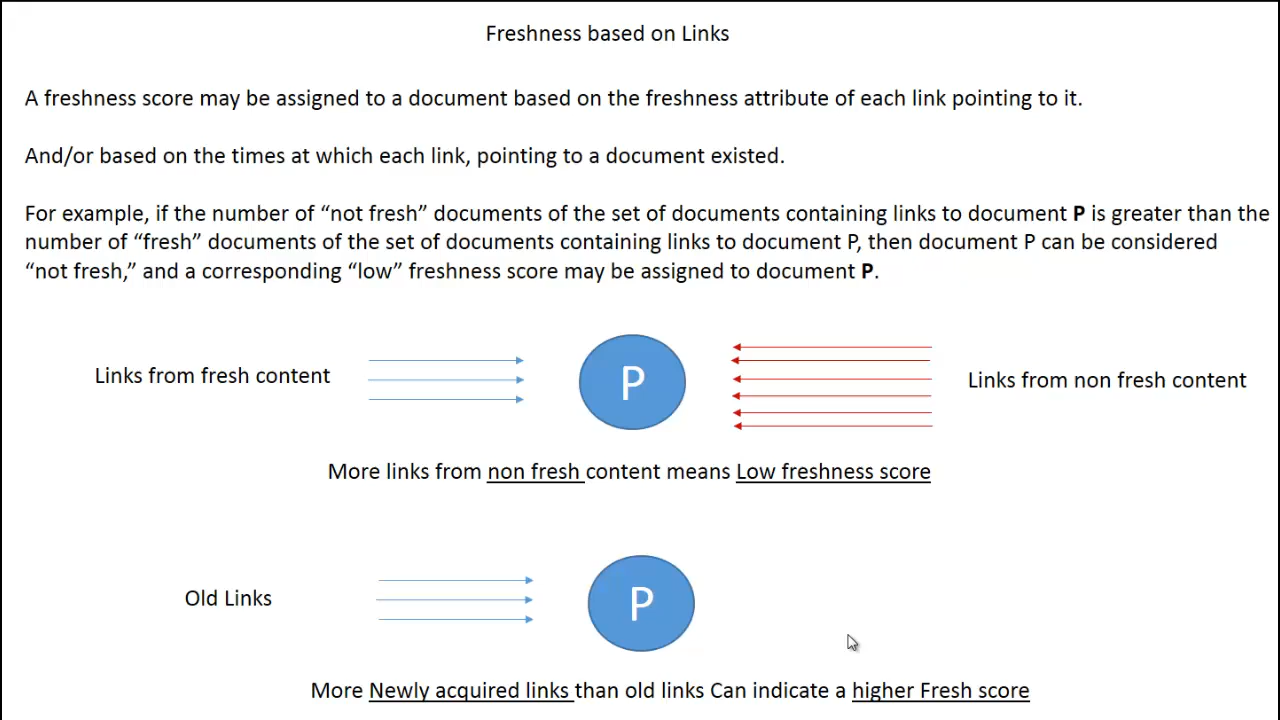 Freshness based on Links
A freshness score may be assigned to a document based on the freshness attribute of each link pointing to it.
And/or based on the times at which each link, pointing to a document existed.
For example, if the number of “not fresh” documents of the set of documents containing links to document P is greater than the
number of “fresh” documents of the set of documents containing links to document P, then document P can be considered
“not fresh,” and a corresponding “low” freshness score may be assigned to document P.
Links from fresh content
P
Links from non fresh content
More links from non fresh content means Low freshness score
Old Links
P
More Newly acquired links than old links Can indicate a higher Fresh score